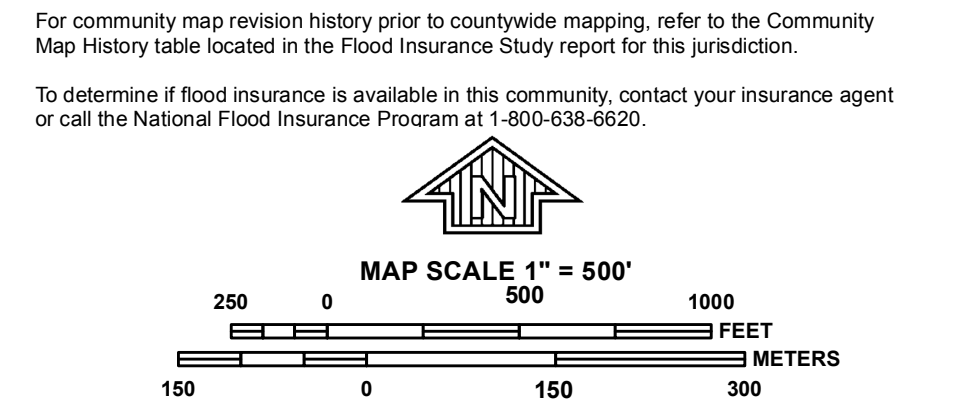 For community map revision history prior to countywide mapping, refer to the Community
Map History table located in the Flood Insurance Study report for this jurisdiction.
To determine if flood insurance is available in this community, contact your insurance agent
or call the National Flood Insurance Program at 1-800-638-6620.
N
MAP SCALE 1" = 500'
250 0 500 1000
FEET
METERS
150 0 150 300